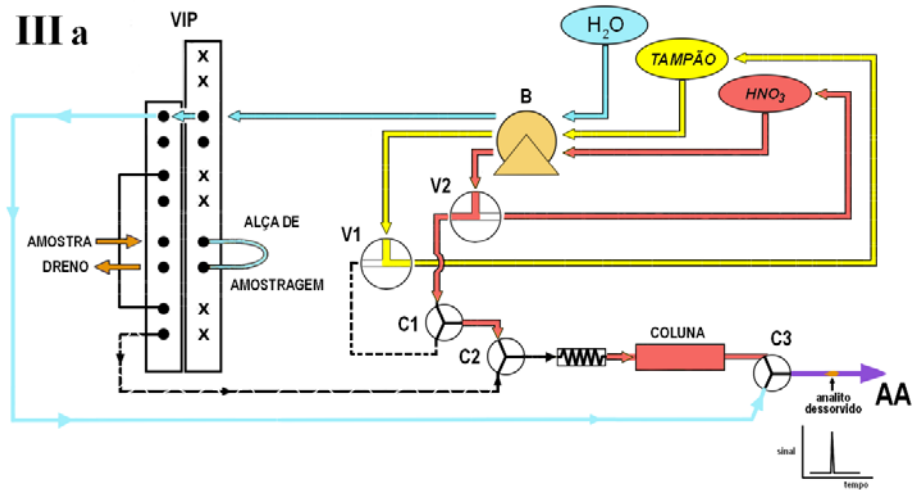 III a
VIP
X
X
X
X
X
X
AMOSTRA
DRENO
ALÇA DE
AMOSTRAGEM
H₂O
TAMPÃO
HNO₃
B
V2
V1
C1
C2
COLUNA
C3
AA
analito
dessorvido
sinal
tempo